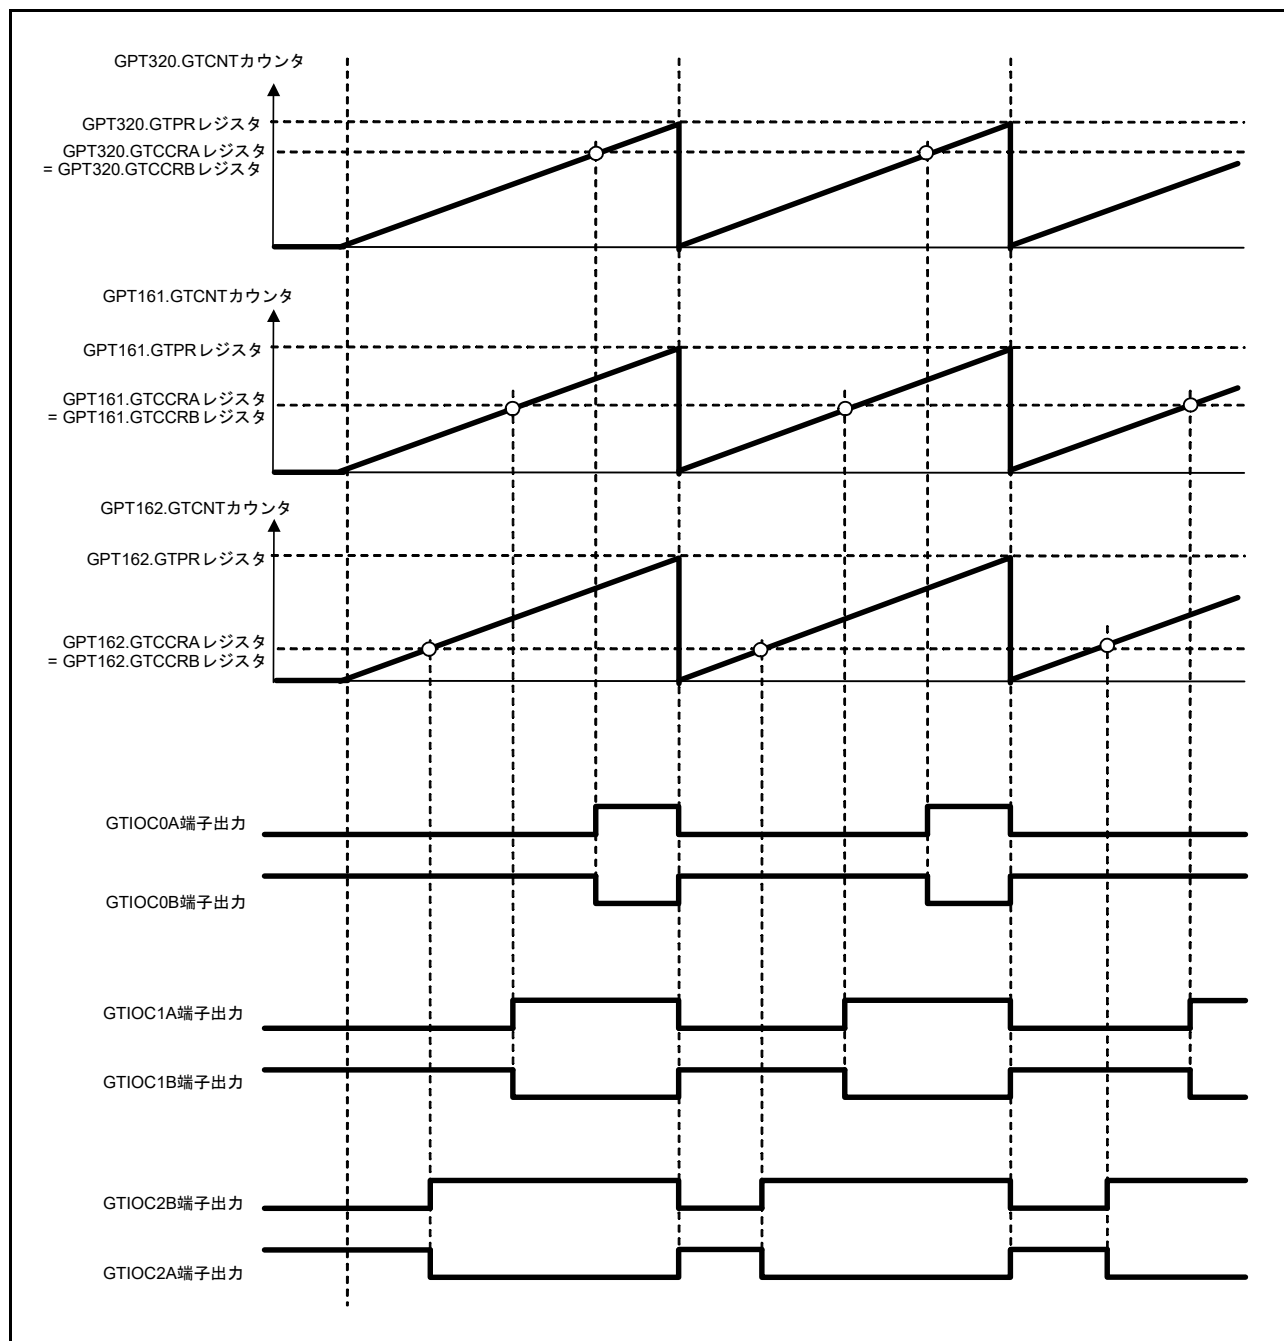 GPT320.GTCNTカウンタ
GPT320.GTPRレジスタ
GPT320.GTCCRAレジスタ
= GPT320.GTCCRBレジスタ
GPT161.GTCNTカウンタ
GPT161.GTPRレジスタ
GPT161.GTCCRAレジスタ
= GPT161.GTCCRBレジスタ
GPT162.GTCNTカウンタ
GPT162.GTPRレジスタ
GPT162.GTCCRAレジスタ
= GPT162.GTCCRBレジスタ
GTIOC0A端子出力
GTIOC0B端子出力
GTIOC1A端子出力
GTIOC1B端子出力
GTIOC2B端子出力
GTIOC2A端子出力